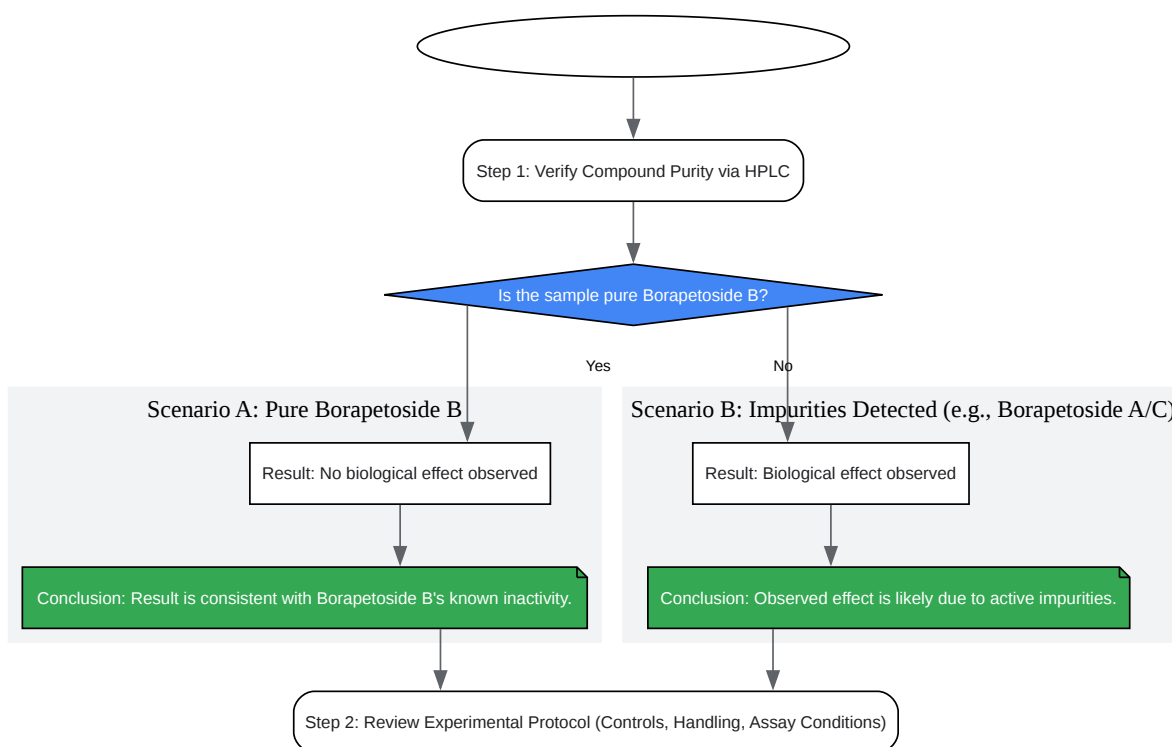 Step 1: Verify Compound Purity via HPLC
Is the sample pure Borapetoside B?
Yes
No
Scenario A: Pure Borapetoside B
Scenario B: Impurities Detected (e.g., Borapetoside A/C)
Result: No biological effect observed
Result: Biological effect observed
Conclusion: Result is consistent with Borapetoside B's known inactivity.
Conclusion: Observed effect is likely due to active impurities.
Step 2: Review Experimental Protocol (Controls, Handling, Assay Conditions)